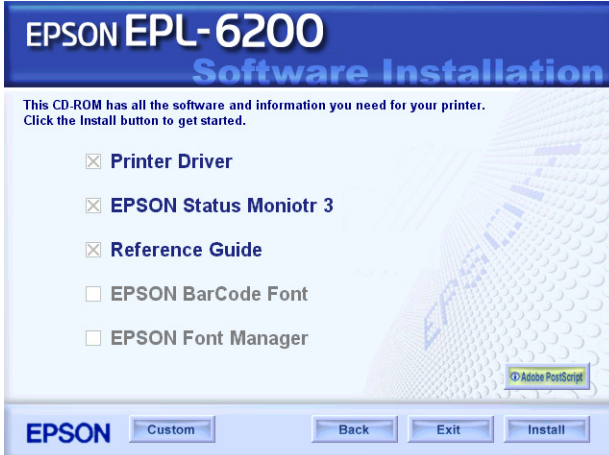 EPSON EPL-6200
Software Installation
This CD-ROM has all the software and information you need for your printer.
Click the Install button to get started.
Printer Driver
EPSON Status Moniotr 3
Reference Guide
EPSON BarCode Font
EPSON Font Manager
EPSON
Adobe PostScript
EPSON
Custom
Back
Exit
Install